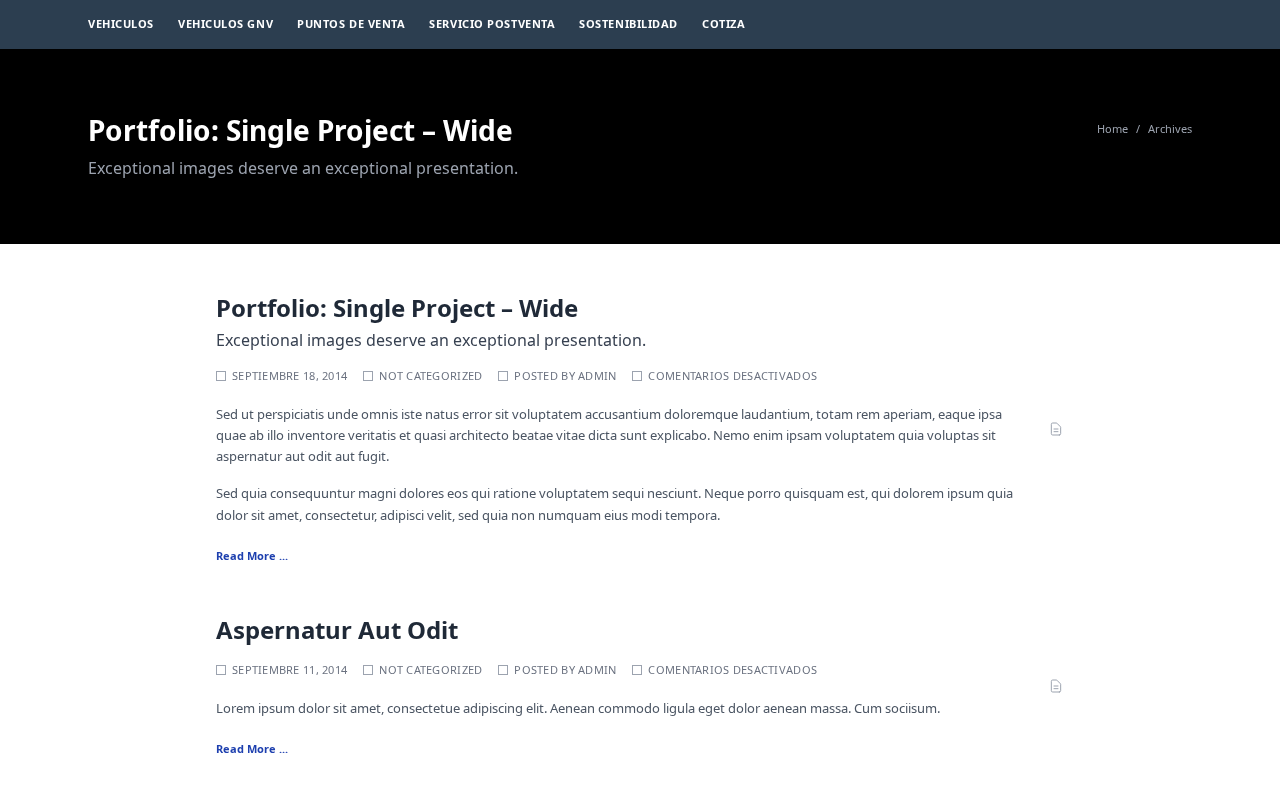 VEHICULOS VEHICULOS GNV PUNTOS DE VENTA SERVICIO POSTVENTA SOSTENIBILIDAD COTIZA
Portfolio: Single Project – Wide
Home / Archives
Exceptional images deserve an exceptional presentation.
Portfolio: Single Project – Wide
Exceptional images deserve an exceptional presentation.
SEPTIEMBRE 18, 2014 NOT CATEGORIZED POSTED BY ADMIN COMENTARIOS DESACTIVADOS
Sed ut perspiciatis unde omnis iste natus error sit voluptatem accusantium doloremque laudantium, totam rem aperiam, eaque ipsa
quae ab illo inventore veritatis et quasi architecto beatae vitae dicta sunt explicabo. Nemo enim ipsam voluptatem quia voluptas sit
aspernatur aut odit aut fugit.
Sed quia consequuntur magni dolores eos qui ratione voluptatem sequi nesciunt. Neque porro quisquam est, qui dolorem ipsum quia
dolor sit amet, consectetur, adipisci velit, sed quia non numquam eius modi tempora.
Read More ...
Aspernatur Aut Odit
SEPTIEMBRE 11, 2014 NOT CATEGORIZED POSTED BY ADMIN COMENTARIOS DESACTIVADOS
Lorem ipsum dolor sit amet, consectetue adipiscing elit. Aenean commodo ligula eget dolor aenean massa. Cum sociisum.
Read More ...